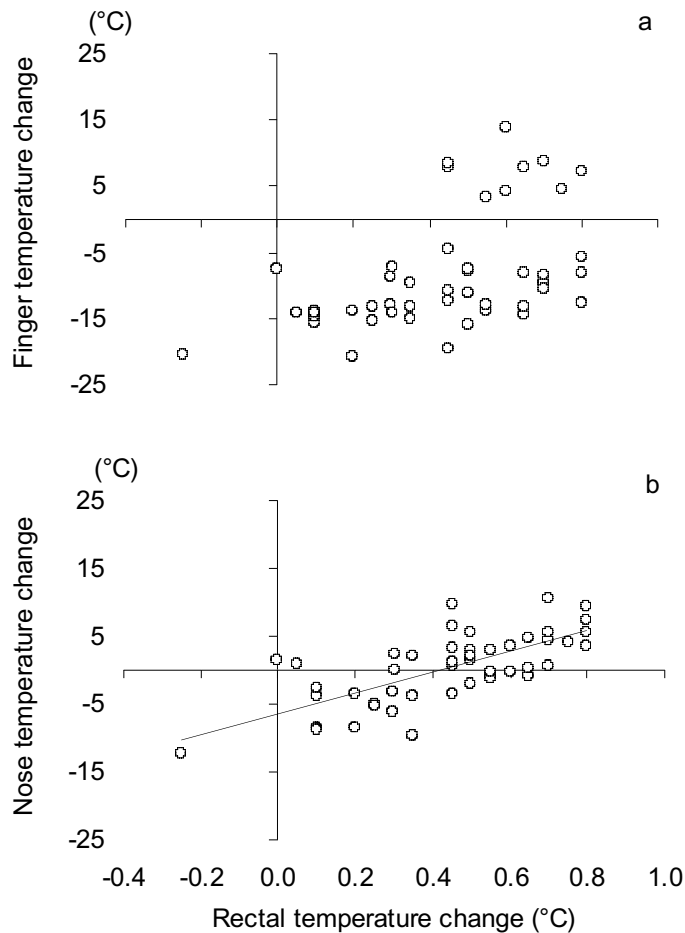 (°C)
a
25
15
5
-5
-15
-25
Finger temperature change
(°C)
b
25
15
5
-5
-15
-25
Nose temperature change
-0.4 -0.2 0.0 0.2 0.4 0.6 0.8 1.0
Rectal temperature change (°C)